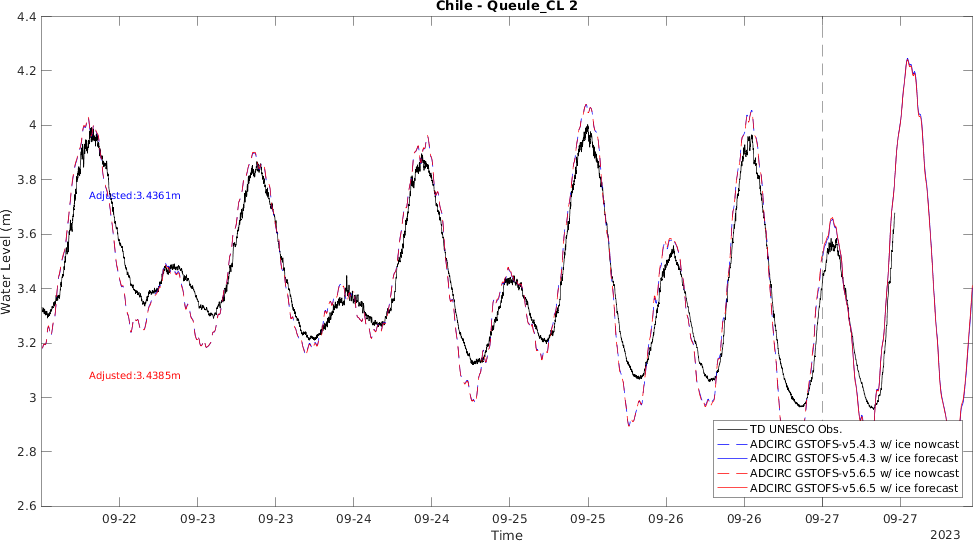 Chile - Queule_CL 2
4.4
4.2
4
3.8
3.6
3.4
3.2
3
2.8
2.6
Water Level (m)
Adjusted:3.4361m
Adjusted:3.4385m
TD UNESCO Obs.
ADCIRC GSTOFS-v5.4.3 w/ ice nowcast
ADCIRC GSTOFS-v5.4.3 w/ ice forecast
ADCIRC GSTOFS-v5.6.5 w/ ice nowcast
ADCIRC GSTOFS-v5.6.5 w/ ice forecast
09-22 09-23 09-23 09-24 09-24 09-25 09-25 09-26 09-26 09-27 09-27
Time
2023